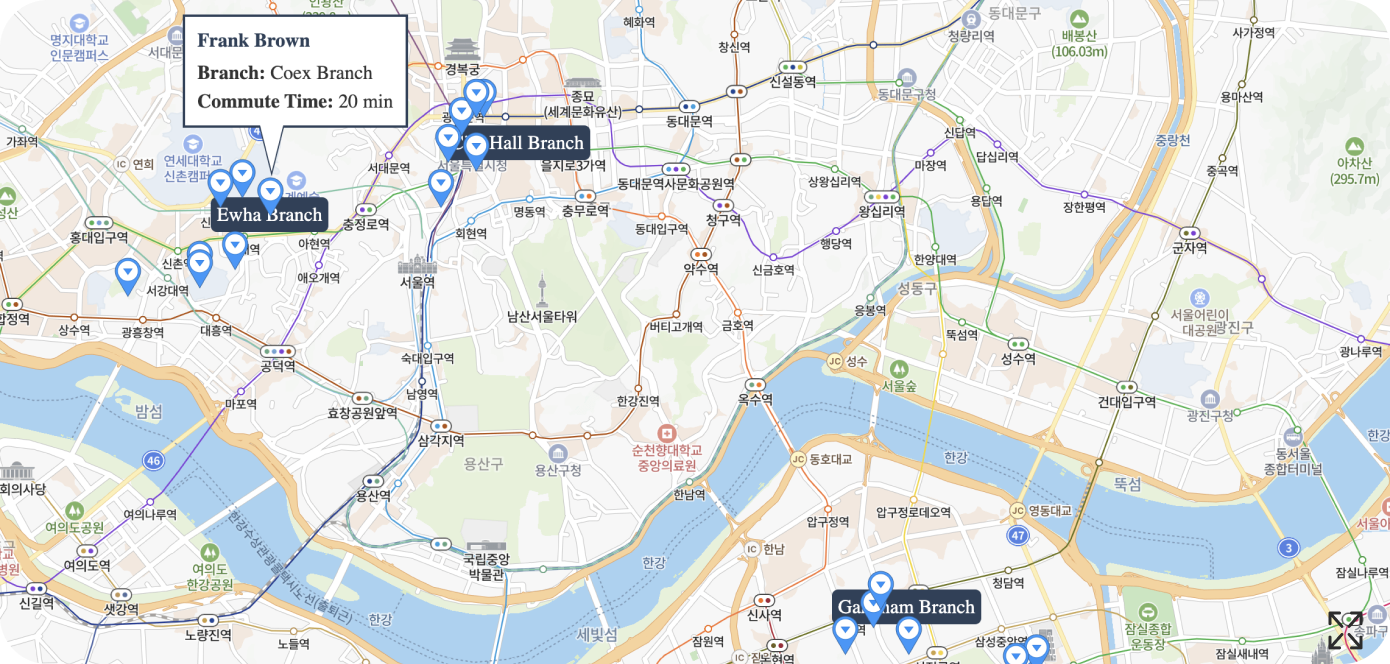 Frank Brown
Branch: Coex Branch
Commute Time: 20 min
명지대학교
인문캠퍼스
서대문
경복궁
혜화역
창신역
동대문구
청량리역
배봉산
(106.03m)
사가정역
신설동역
동대문구청
용마산역
종묘
(세계문화유산)
동대문역
가좌역
연희
IC
연세대학교
신촌캠퍼
서대문역
Hall Branch
을지로3가역
동대문역사문화공원역
상왕십리역
신답역
답십리역
마장역
중랑천
중곡역
아차산
(295.7m)
Ewha Branch
충정로역
명동역
충무로역
동대입구역
청구역
왕십리역
용답역
장한평역
홍대입구역
회현역
행당역
군자역
아현역
신촌
서강대역
애오개역
서울역
약수역
신금호역
한양대역
남산서울타워
성동구
응봉역
서울어린이
대공원
광진구
합정역
상수역
광흥창역
대흥역
버티고개역
금호역
뚝섬역
성수역
광나루역
공덕역
숙대입구역
JC
성수
서울숲
밤섬
마포역
효창공원앞역
남영역
한강진역
옥수역
건대입구역
광진구청
삼각지역
순천향대학교
중앙의료원
용산구
용산구청
46
JC
동호대교
한강
동서울
종합터미널
회의사당
용산역
한남역
뚝섬
여의도공원
여의나루역
압구정역
압구정로데오역
JC
영동대교
47
3
여의도역
여의도
한강공원
국립중앙
박물관
한강
IC
한남
청담역
잠실나루역
신길역
샛강역
한강
Gangnam Branch
신사역
노량진역
노들역
세빛섬
잠원역
삼성중앙역
잠실종합
운동장
잠실새내역
송파구
IC
논현역